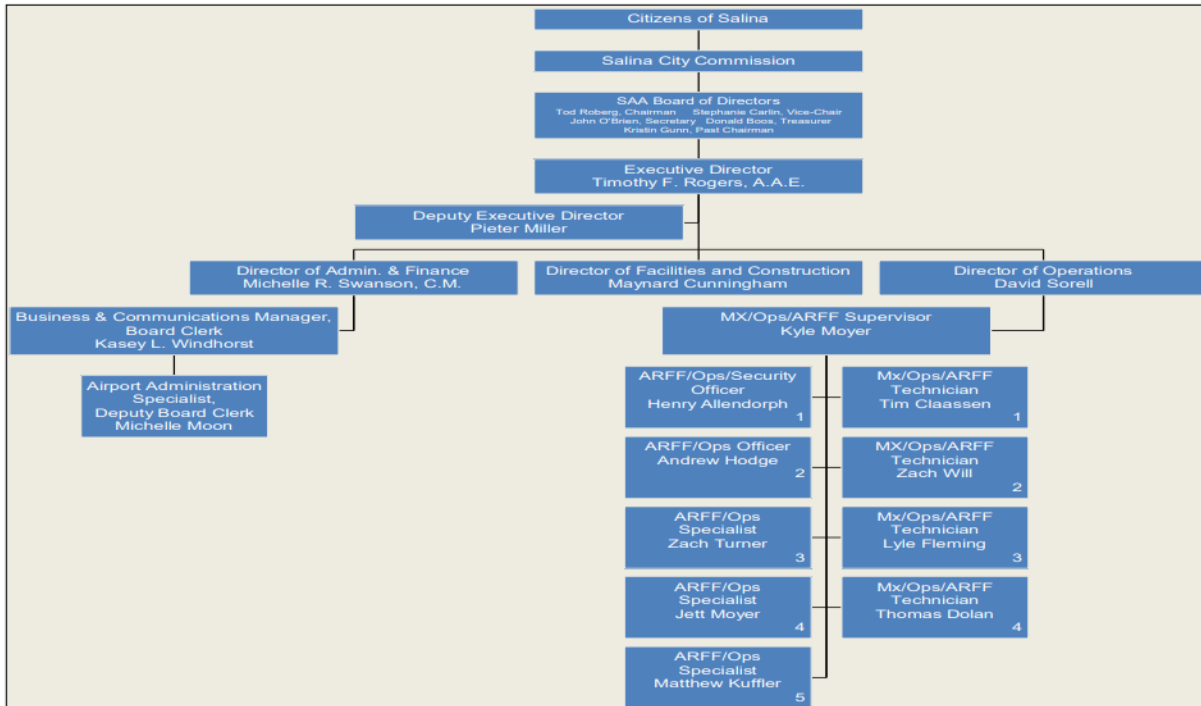 Citizens of Salina
Salina City Commission
SAA Board of Directors
Tod Roberg, Chairman Stephanie Carlin, Vice-Chair
John O'Brien, Secretary Donald Boos, Treasurer
Kristin Gunn, Past Chairman
Executive Director
Timothy F. Rogers, A.A.E.
Deputy Executive Director
Pieter Miller
Director of Admin. & Finance
Michelle R. Swanson, C.M.
Director of Facilities and Construction
Maynard Cunningham
Director of Operations
David Sorell
Business & Communications Manager,
Board Clerk
Kasey L. Windhorst
Airport Administration
Specialist,
Deputy Board Clerk
Michelle Moon
MX/Ops/ARFF Supervisor
Kyle Moyer
ARFF/Ops/Security
Officer
Henry Allendorph
1
Mx/Ops/ARFF
Technician
Tim Claassen
1
ARFF/Ops Officer
Andrew Hodge
2
MX/Ops/ARFF
Technician
Zach Will
2
ARFF/Ops
Specialist
Zach Turner
3
Mx/Ops/ARFF
Technician
Lyle Fleming
3
ARFF/Ops
Specialist
Jett Moyer
4
Mx/Ops/ARFF
Technician
Thomas Dolan
4
ARFF/Ops
Specialist
Matthew Kuffler
5